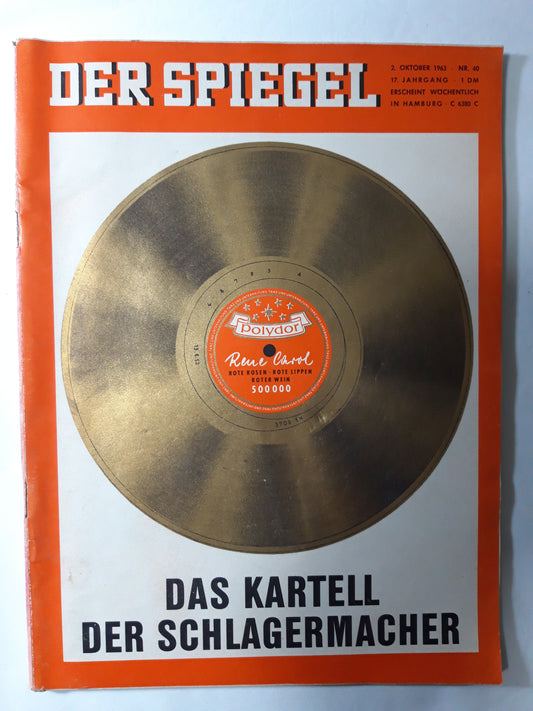 DER SPIEGEL
2. OKTOBER 1963 · NR. 40
17. JAHRGANG · 1 DM
ERSCHEINT WÖCHENTLICH
IN HAMBURG · C 6380 C
Polydor
Rene Carol
ROTE ROSEN · ROTE LIPPEN
ROTER WEIN
500000
DAS KARTELL
DER SCHLAGERMACHER